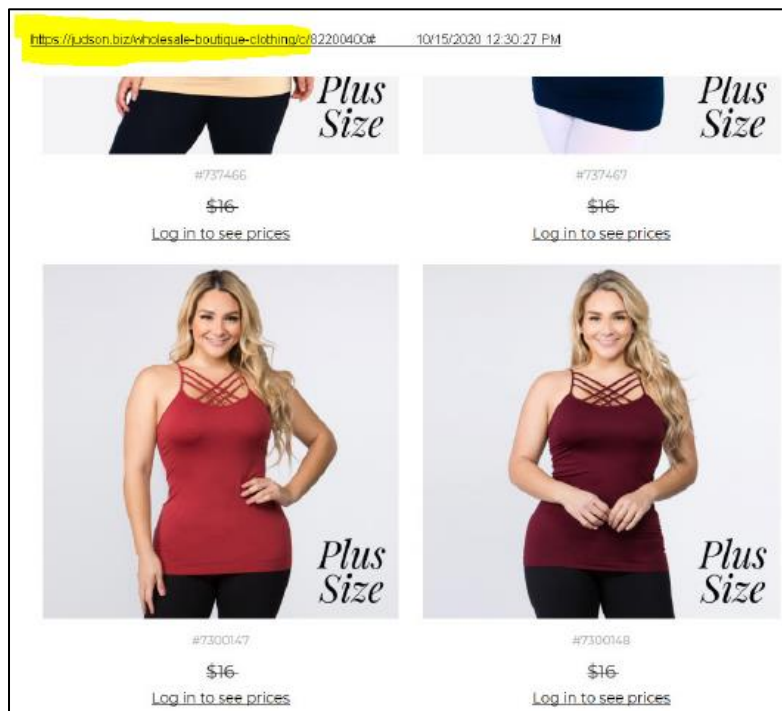 https://judson.biz/wholesale-boutique-clothing/c/82200400# 10/15/2020 12:30:27 PM
Plus
Size
Plus
Size
#737466
#737467
$16
$16
Log in to see prices
Log in to see prices
Plus
Size
Plus
Size
#7300147
#7300148
$16
$16
Log in to see prices
Log in to see prices